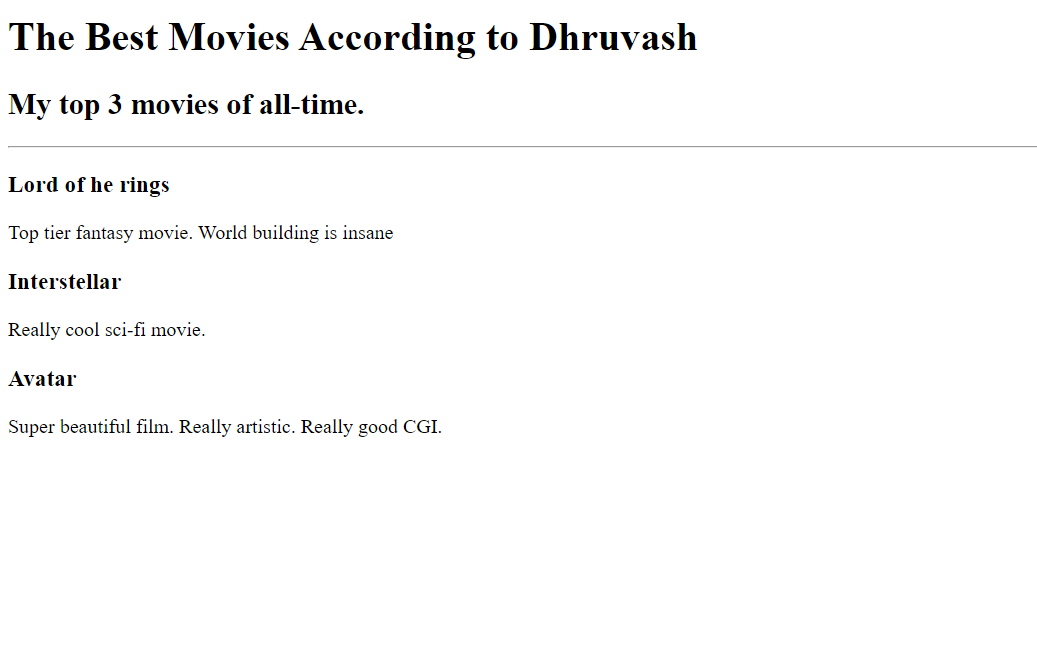 The Best Movies According to Dhruvash
My top 3 movies of all-time.
Lord of he rings
Top tier fantasy movie. World building is insane
Interstellar
Really cool sci-fi movie.
Avatar
Super beautiful film. Really artistic. Really good CGI.